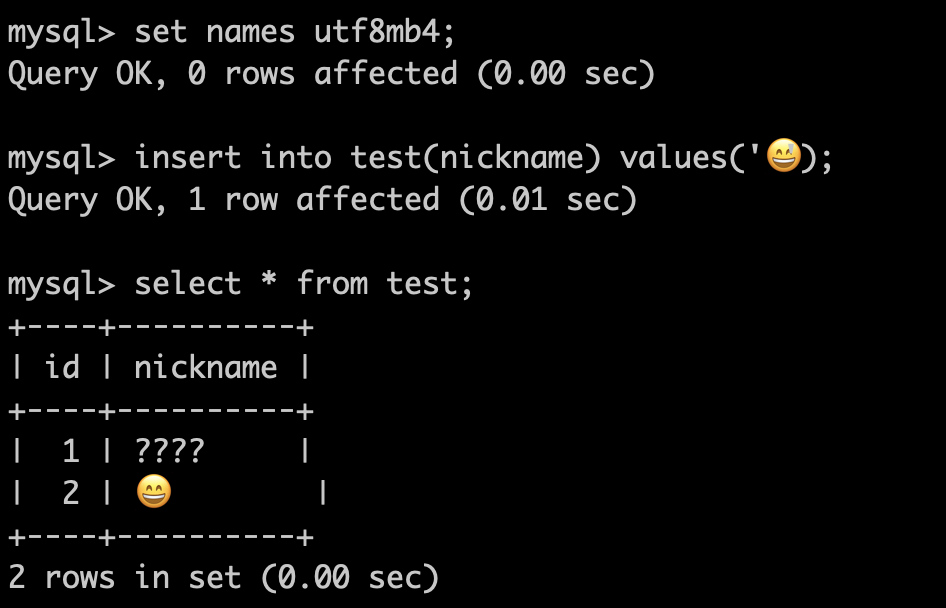 mysql> set names utf8mb4;
Query OK, 0 rows affected (0.00 sec)
mysql> insert into test(nickname) values('😄);
Query OK, 1 row affected (0.01 sec)
mysql> select * from test;
+----+----------+
| id | nickname |
+----+----------+
|  1 | ????     |
|  2 | 😄        |
+----+----------+
2 rows in set (0.00 sec)